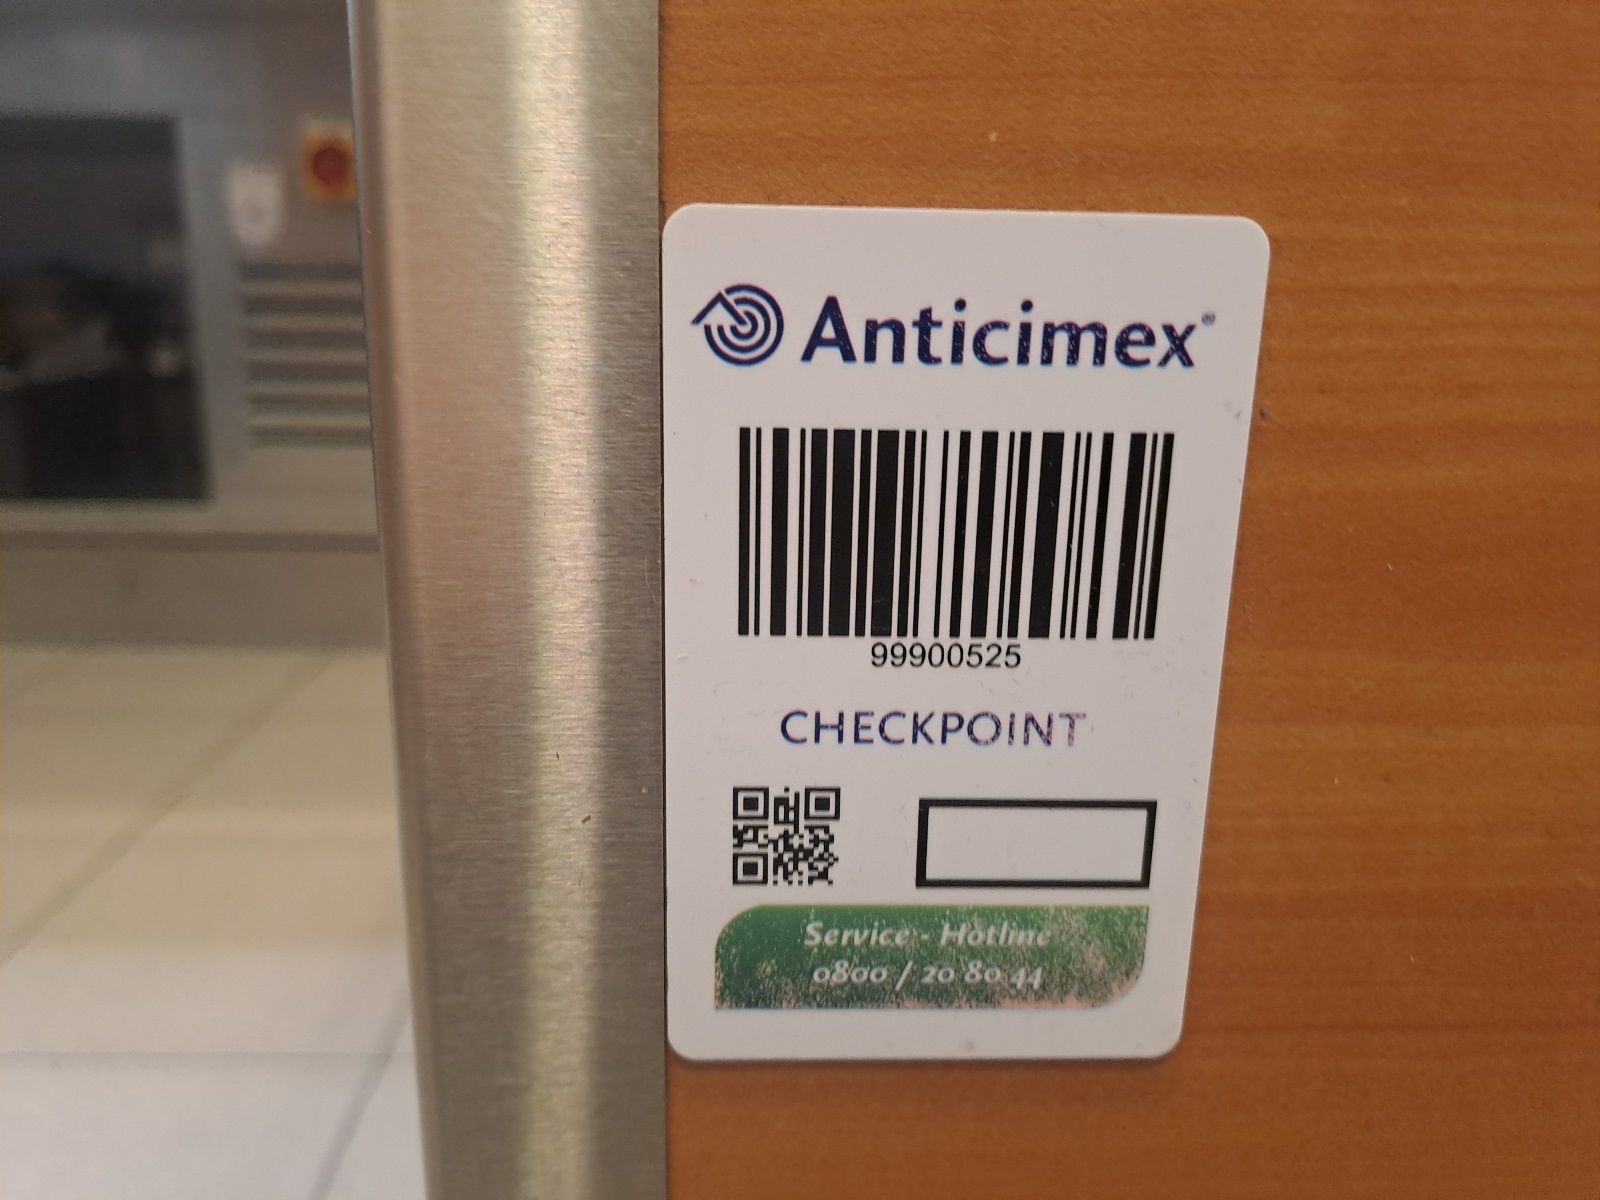 Anticimex®
99900525
CHECKPOINT
Service - Hotline
0800 / 20 80 44